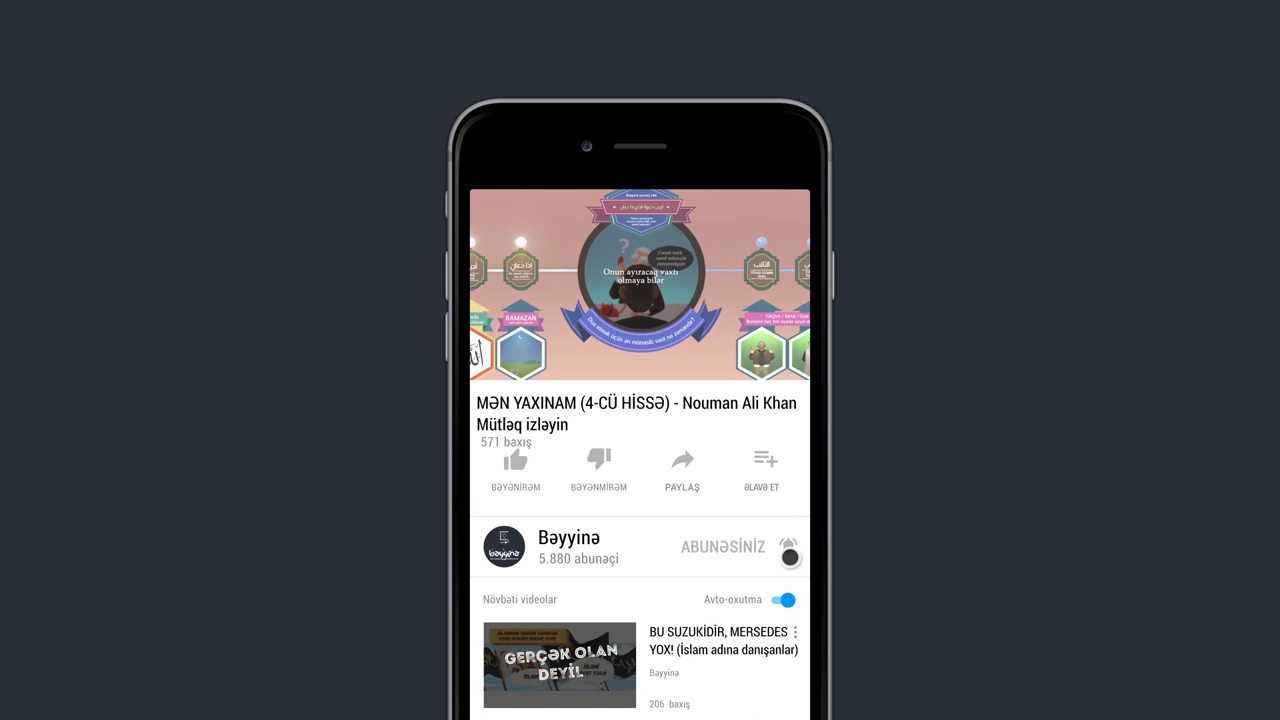 Onun ayıracaq vaxtı
olmaya bilər
Dua etmək üçün ən münasib vaxt nə zamandır?
RAMAZAN
MƏN YAXINAM (4-CÜ HİSSƏ) - Nouman Ali Khan
Mütləq izləyin
571 baxış
BƏYƏNİRƏM
BƏYƏNMİRƏM
PAYLAŞ
ƏLAVƏ ET
bəyyinə
Bəyyinə
5.880 abunəçi
ABUNƏSİNİZ
Növbəti videolar
Avto-oxutma
GERÇƏK OLAN
DEYİL
BU SUZUKİDİR, MERSEDES
YOX! (İslam adına danışanlar)
Bəyyinə
206 baxış